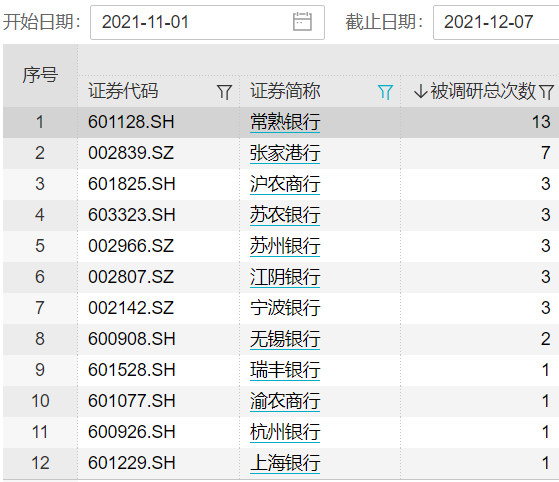 开始日期： 2021-11-01 截止日期： 2021-12-07
序号 证券代码 证券简称 ↓被调研总次数
1 601128.SH 常熟银行 13
2 002839.SZ 张家港行 7
3 601825.SH 沪农商行 3
4 603323.SH 苏农银行 3
5 002966.SZ 苏州银行 3
6 002807.SZ 江阴银行 3
7 002142.SZ 宁波银行 3
8 600908.SH 无锡银行 2
9 601528.SH 瑞丰银行 1
10 601077.SH 渝农商行 1
11 600926.SH 杭州银行 1
12 601229.SH 上海银行 1